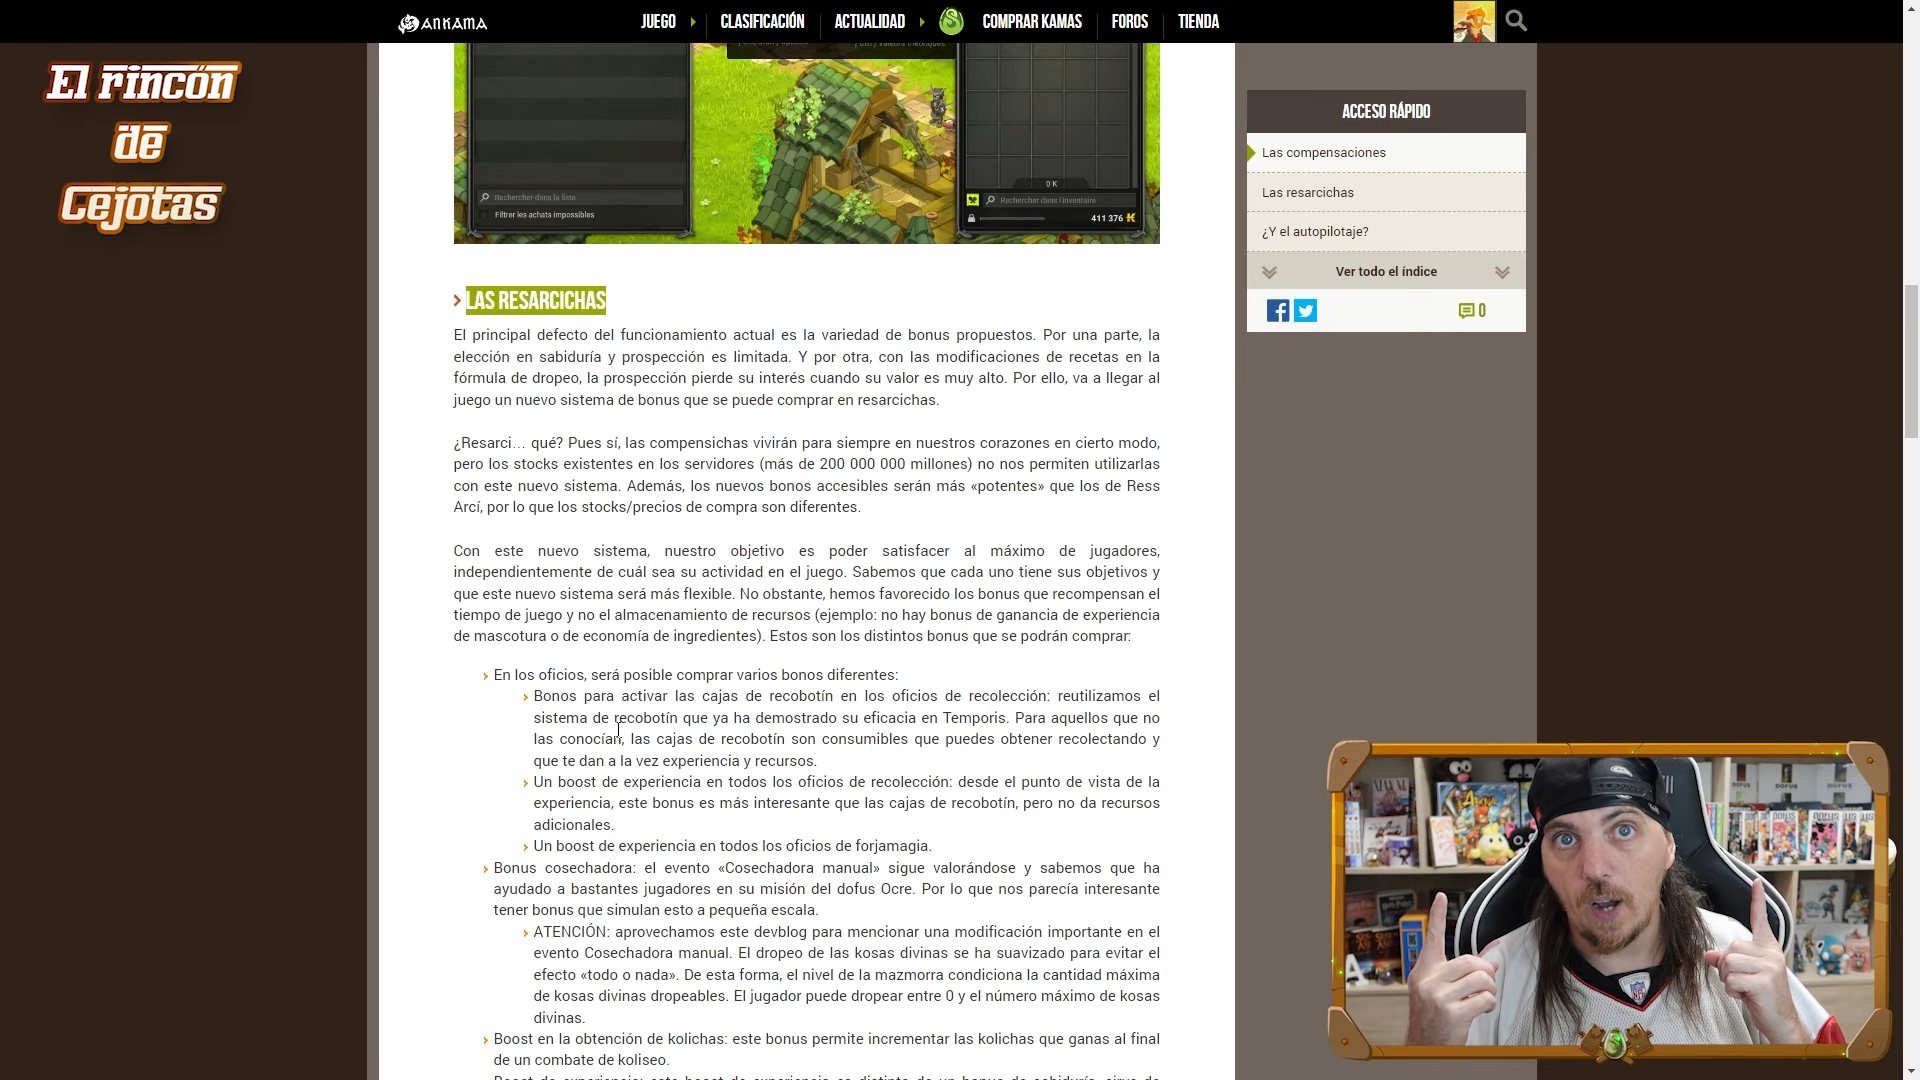 ANKAMA
JUEGO
CLASIFICACIÓN
ACTUALIDAD
COMPRAR KAMAS
FOROS
TIENDA
El rincón
de
Cejotas
Rechercher dans la liste
Filtrer les achats impossibles
0 K
Rechercher dans l'inventaire
411 376 K
ACCESO RÁPIDO
Las compensaciones
Las resarcichas
¿Y el autopilotaje?
Ver todo el índice
0
LAS RESARCICHAS
El principal defecto del funcionamiento actual es la variedad de bonus propuestos. Por una parte, la
elección en sabiduría y prospección es limitada. Y por otra, con las modificaciones de recetas en la
fórmula de dropeo, la prospección pierde su interés cuando su valor es muy alto. Por ello, va a llegar al
juego un nuevo sistema de bonus que se puede comprar en resarcichas.
¿Resarci… qué? Pues sí, las compensichas vivirán para siempre en nuestros corazones en cierto modo,
pero los stocks existentes en los servidores (más de 200 000 000 millones) no nos permiten utilizarlas
con este nuevo sistema. Además, los nuevos bonos accesibles serán más «potentes» que los de Ress
Arcí, por lo que los stocks/precios de compra son diferentes.
Con este nuevo sistema, nuestro objetivo es poder satisfacer al máximo de jugadores,
independientemente de cuál sea su actividad en el juego. Sabemos que cada uno tiene sus objetivos y
que este nuevo sistema será más flexible. No obstante, hemos favorecido los bonus que recompensan el
tiempo de juego y no el almacenamiento de recursos (ejemplo: no hay bonus de ganancia de experiencia
de mascotura o de economía de ingredientes). Estos son los distintos bonus que se podrán comprar:
En los oficios, será posible comprar varios bonos diferentes:
Bonos para activar las cajas de recobotín en los oficios de recolección: reutilizamos el
sistema de recobotín que ya ha demostrado su eficacia en Temporis. Para aquellos que no
las conocían, las cajas de recobotín son consumibles que puedes obtener recolectando y
que te dan a la vez experiencia y recursos.
Un boost de experiencia en todos los oficios de recolección: desde el punto de vista de la
experiencia, este bonus es más interesante que las cajas de recobotín, pero no da recursos
adicionales.
Un boost de experiencia en todos los oficios de forjamagia.
Bonus cosechadora: el evento «Cosechadora manual» sigue valorándose y sabemos que ha
ayudado a bastantes jugadores en su misión del dofus Ocre. Por lo que nos parecía interesante
tener bonus que simulan esto a pequeña escala.
ATENCIÓN: aprovechamos este devblog para mencionar una modificación importante en el
evento Cosechadora manual. El dropeo de las kosas divinas se ha suavizado para evitar el
efecto «todo o nada». De esta forma, el nivel de la mazmorra condiciona la cantidad máxima
de kosas divinas dropeables. El jugador puede dropear entre 0 y el número máximo de kosas
divinas.
Boost en la obtención de kolichas: este bonus permite incrementar las kolichas que ganas al final
de un combate de koliseo.